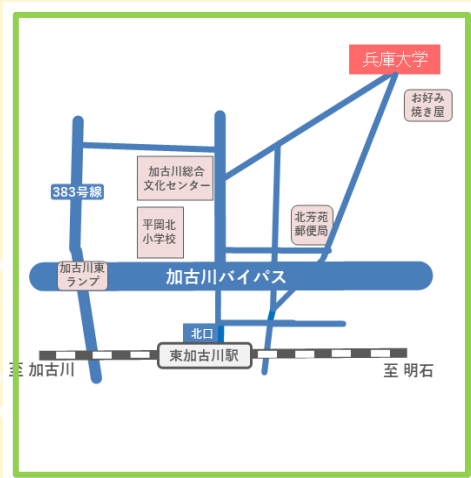 兵庫大学
お好み
焼き屋
加古川総合
文化センター
383号線
平岡北
小学校
北芳苑
郵便局
加古川東
ランプ
加古川バイパス
北口
東加古川駅
至 加古川
至 明石